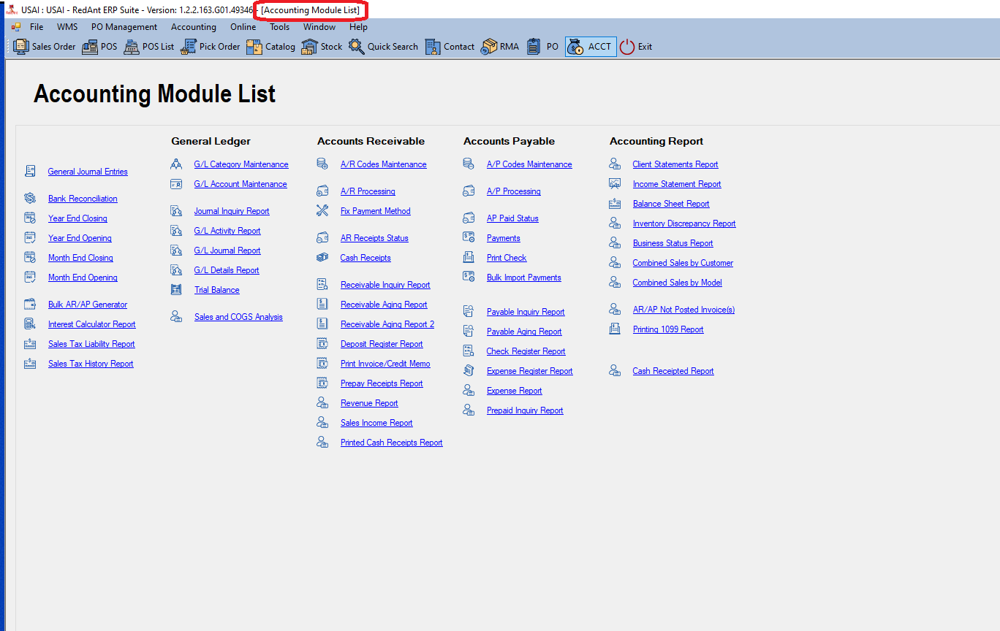 USAI : USAI - RedAnt ERP Suite - Version: 1.2.2.163.G01.49346 - [Accounting Module List]
File WMS PO Management Accounting Online Tools Window Help
Sales Order POS POS List Pick Order Catalog Stock Quick Search Contact RMA PO ACCT Exit
Accounting Module List
General Journal Entries
Bank Reconciliation
Year End Closing
Year End Opening
Month End Closing
Month End Opening
Bulk AR/AP Generator
Interest Calculator Report
Sales Tax Liability Report
Sales Tax History Report
General Ledger
G/L Category Maintenance
G/L Account Maintenance
Journal Inquiry Report
G/L Activity Report
G/L Journal Report
G/L Details Report
Trial Balance
Sales and COGS Analysis
Accounts Receivable
A/R Codes Maintenance
A/R Processing
Fix Payment Method
AR Receipts Status
Cash Receipts
Receivable Inquiry Report
Receivable Aging Report
Receivable Aging Report 2
Deposit Register Report
Print Invoice/Credit Memo
Prepay Receipts Report
Revenue Report
Sales Income Report
Printed Cash Receipts Report
Accounts Payable
A/P Codes Maintenance
A/P Processing
AP Paid Status
Payments
Print Check
Bulk Import Payments
Payable Inquiry Report
Payable Aging Report
Check Register Report
Expense Register Report
Expense Report
Prepaid Inquiry Report
Accounting Report
Client Statements Report
Income Statement Report
Balance Sheet Report
Inventory Discrepancy Report
Business Status Report
Combined Sales by Customer
Combined Sales by Model
AR/AP Not Posted Invoice(s)
Printing 1099 Report
Cash Receipted Report